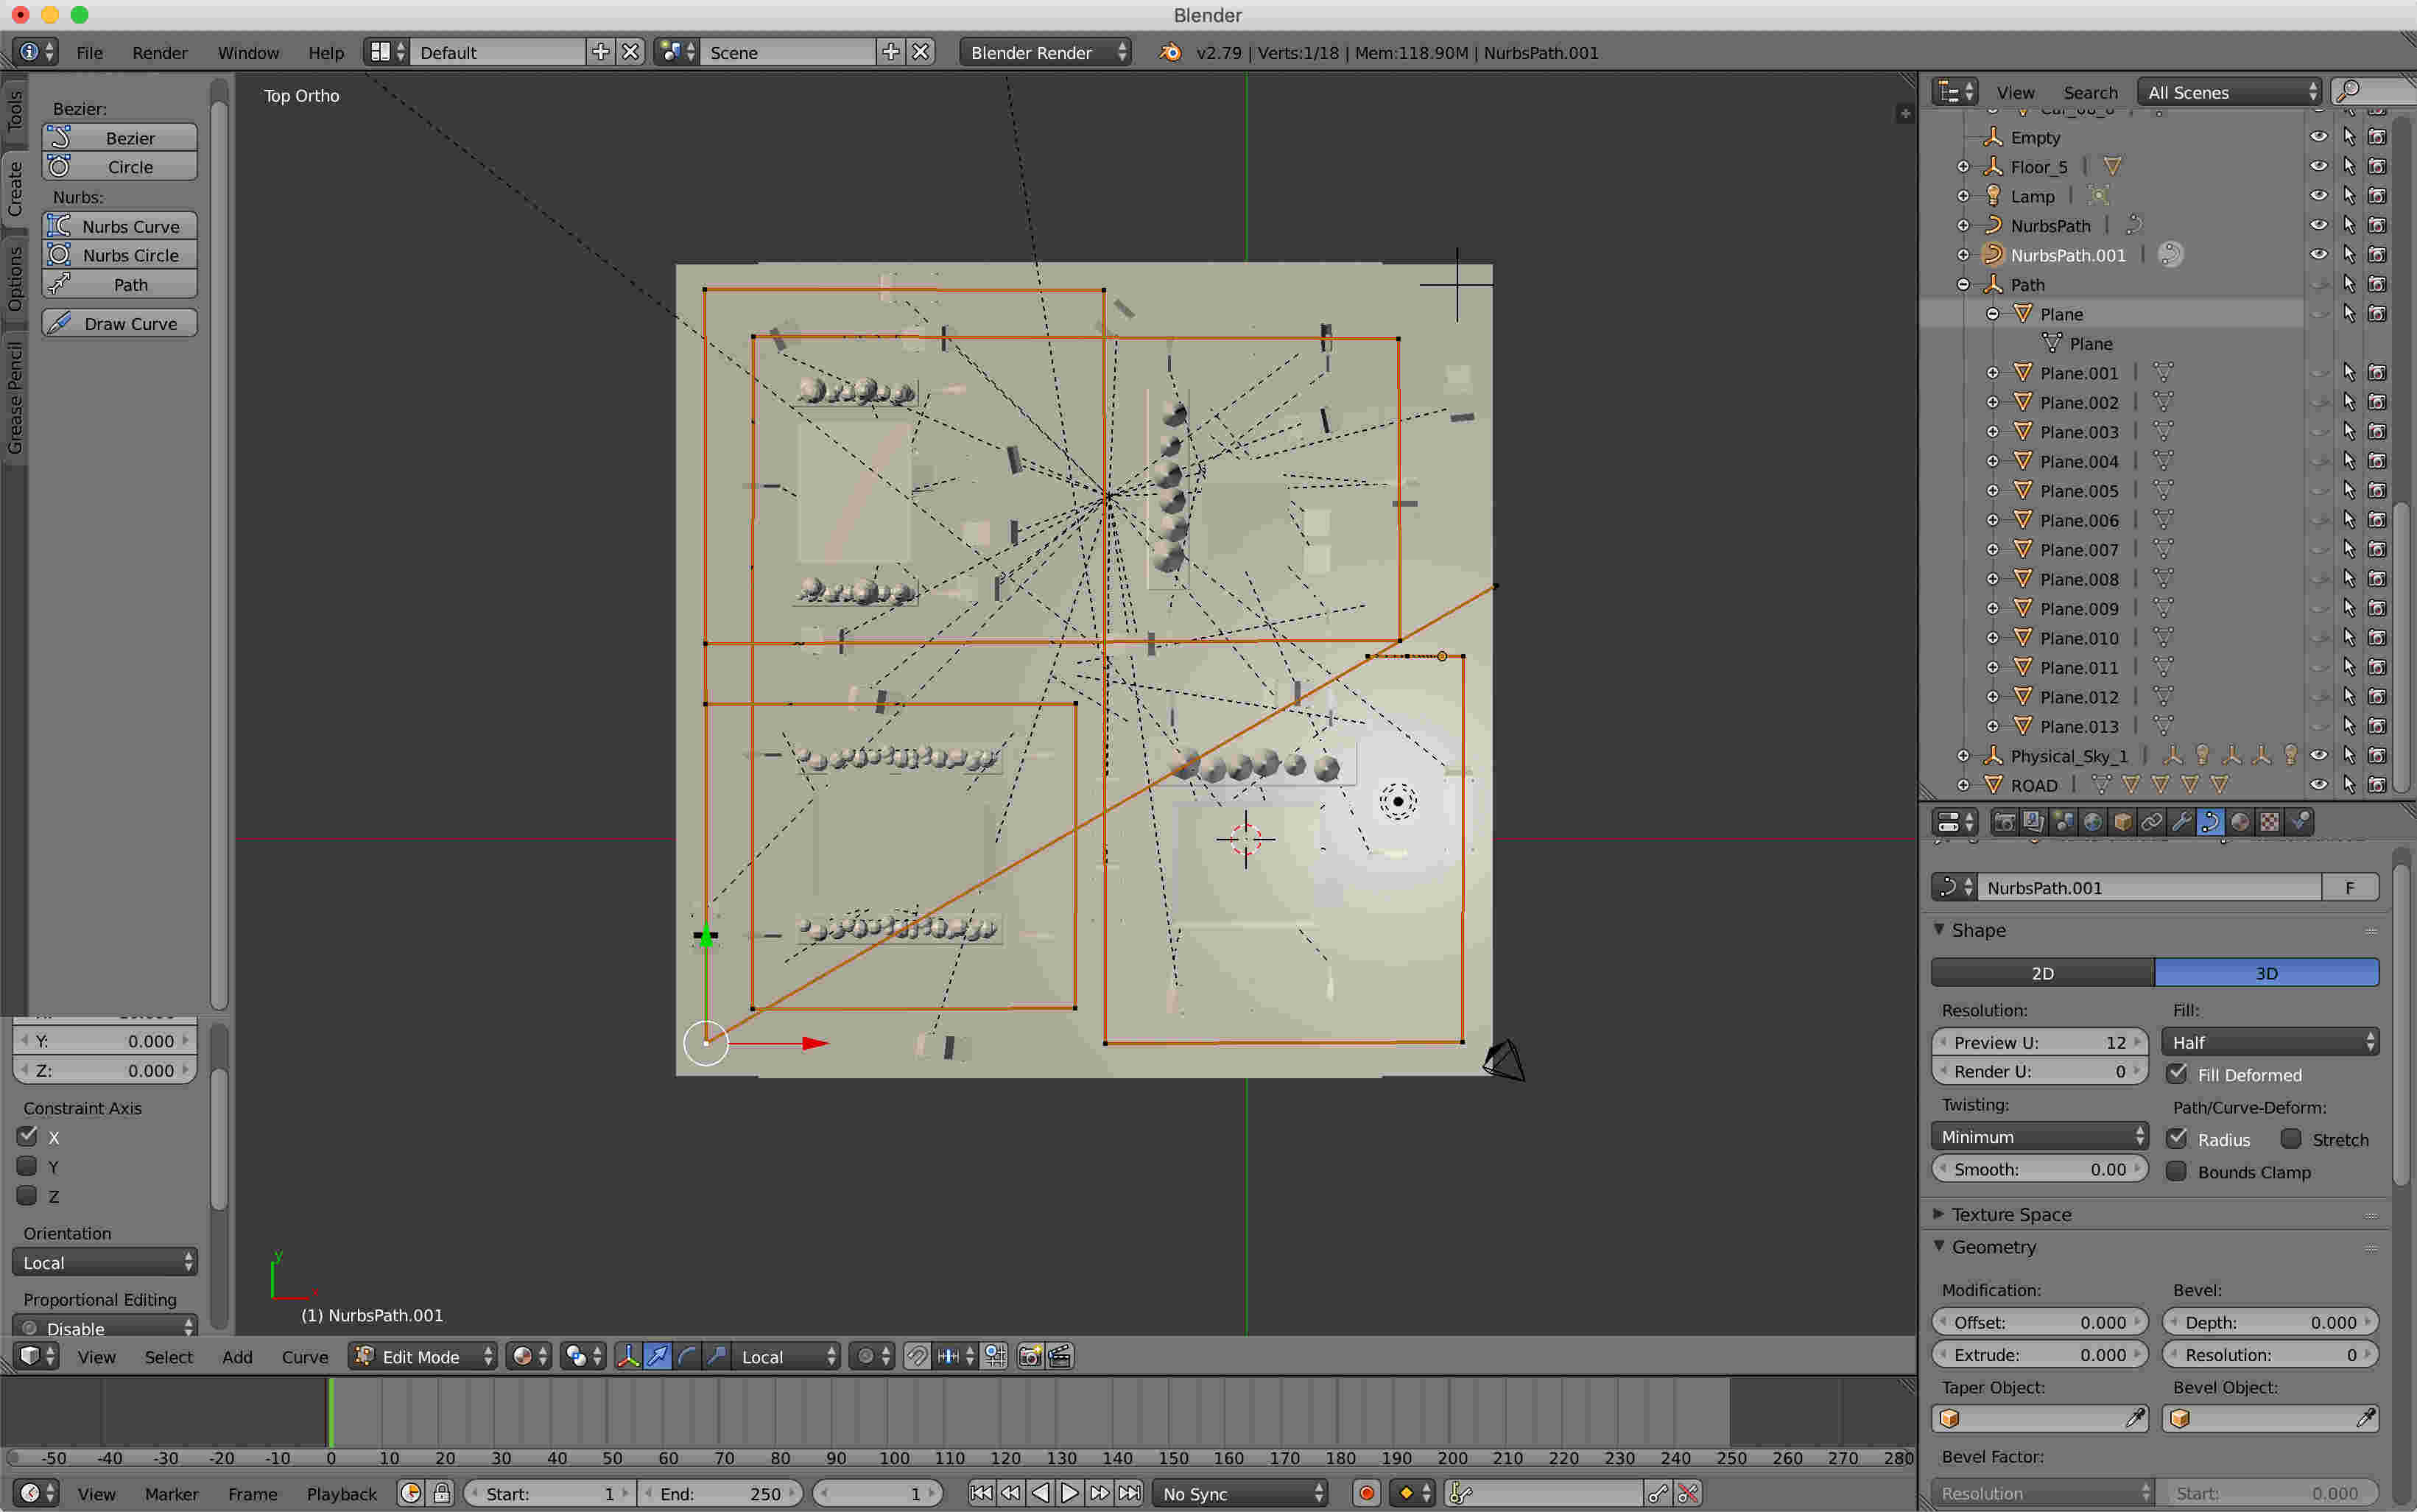 Blender
File Render Window Help Default Scene Blender Render v2.79 | Verts:1/18 | Mem:118.90M | NurbsPath.001
Tools
Create
Options
Grease Pencil
Bezier:
Bezier
Circle
Nurbs:
Nurbs Curve
Nurbs Circle
Path
Draw Curve
Y: 0.000
Z: 0.000
Constraint Axis
X
Y
Z
Orientation
Local
Proportional Editing
Disable
Top Ortho
y
x
(1) NurbsPath.001
View Select Add Curve Edit Mode Local
View Search All Scenes
Car_08_6
Empty
Floor_5
Lamp
NurbsPath
NurbsPath.001
Path
Plane
Plane
Plane.001
Plane.002
Plane.003
Plane.004
Plane.005
Plane.006
Plane.007
Plane.008
Plane.009
Plane.010
Plane.011
Plane.012
Plane.013
Physical_Sky_1
ROAD
NurbsPath.001 F
Shape
2D 3D
Resolution: Fill:
Preview U: 12 Half
Render U: 0 Fill Deformed
Twisting: Path/Curve-Deform:
Minimum Radius Stretch
Smooth: 0.00 Bounds Clamp
Texture Space
Geometry
Modification: Bevel:
Offset: 0.000 Depth: 0.000
Extrude: 0.000 Resolution: 0
Taper Object: Bevel Object:
Bevel Factor:
Resolution Start: 0.000
-50 -40 -30 -20 -10 0 10 20 30 40 50 60 70 80 90 100 110 120 130 140 150 160 170 180 190 200 210 220 230 240 250 260 270 280
View Marker Frame Playback Start: 1 End: 250 1 No Sync